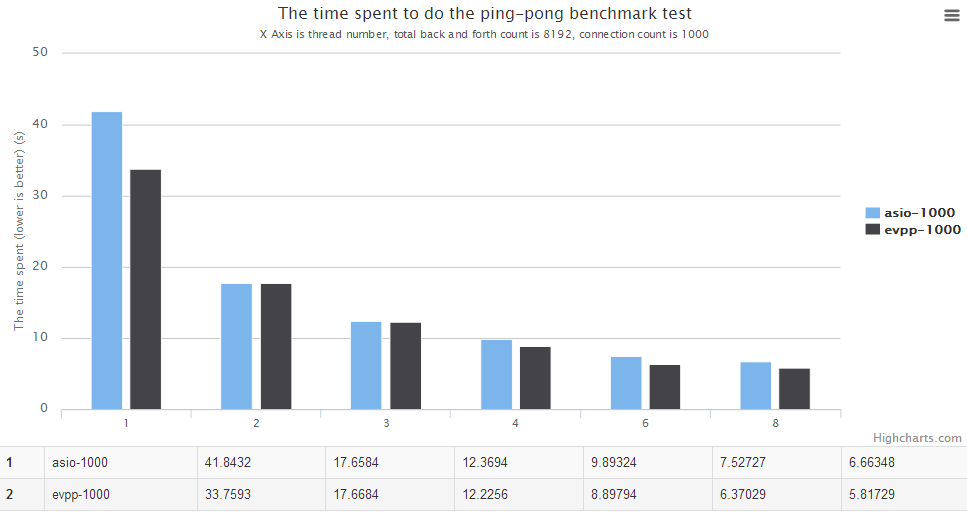 The time spent to do the ping-pong benchmark test
X Axis is thread number, total back and forth count is 8192, connection count is 1000
The time spent (lower is better) (s)
50
40
30
20
10
0
1 2 3 4 6 8
asio-1000
evpp-1000
Highcharts.com
1 asio-1000 41.8432 17.6584 12.3694 9.89324 7.52727 6.66348
2 evpp-1000 33.7593 17.6684 12.2256 8.89794 6.37029 5.81729